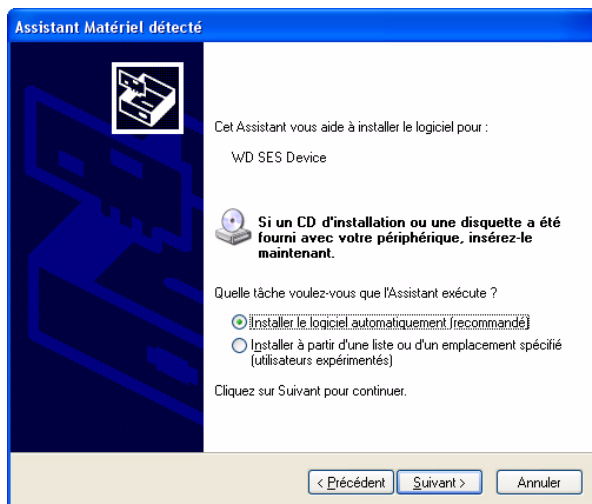 Assistant Matériel détecté
Cet Assistant vous aide à installer le logiciel pour :
WD SES Device
Si un CD d'installation ou une disquette a été
fourni avec votre périphérique, insérez-le
maintenant.
Quelle tâche voulez-vous que l'Assistant exécute ?
Installer le logiciel automatiquement (recommandé)
Installer à partir d'une liste ou d'un emplacement spécifié
(utilisateurs expérimentés)
Cliquez sur Suivant pour continuer.
< Précédent
Suivant >
Annuler